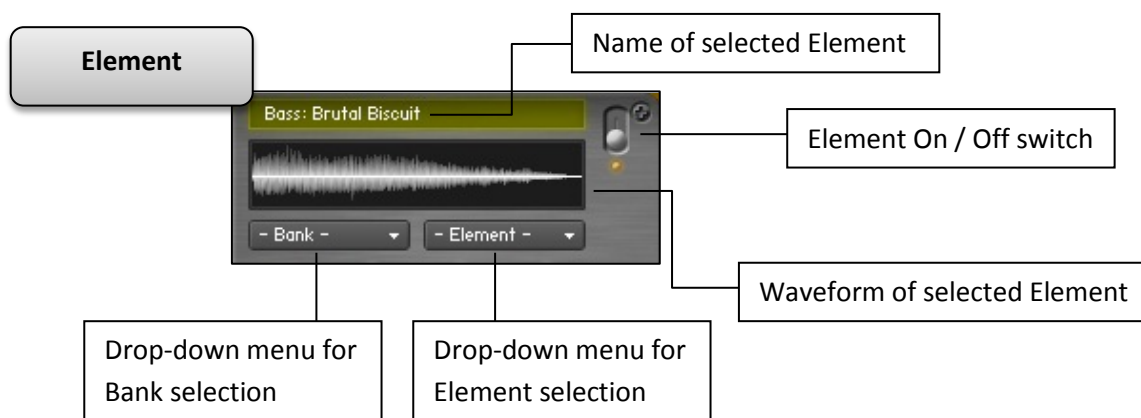 Element
Name of selected Element
Bass: Brutal Biscuit
Element On / Off switch
- Bank -
- Element -
Waveform of selected Element
Drop-down menu for
Bank selection
Drop-down menu for
Element selection